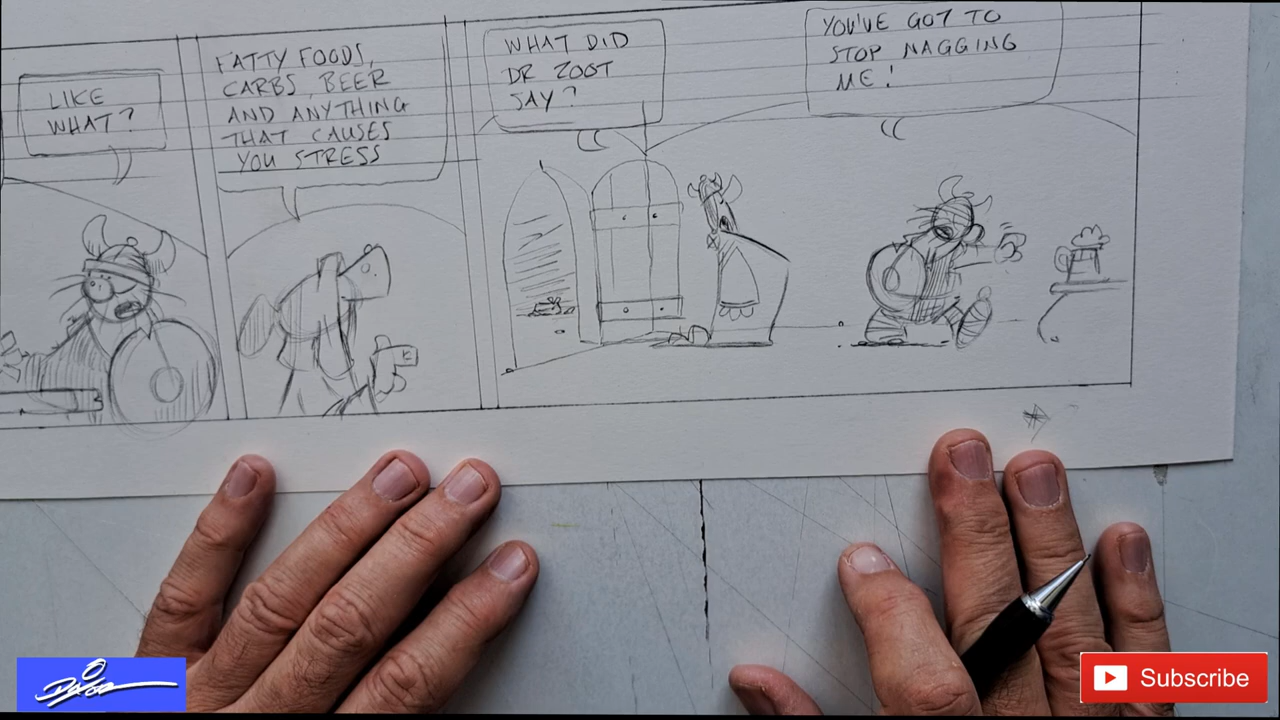 LIKE
WHAT?
FATTY FOODS,
CARBS, BEER
AND ANYTHING
THAT CAUSES
YOU STRESS
WHAT DID
DR ZOOT
SAY?
YOU'VE GOT TO
STOP NAGGING
ME!
Subscribe